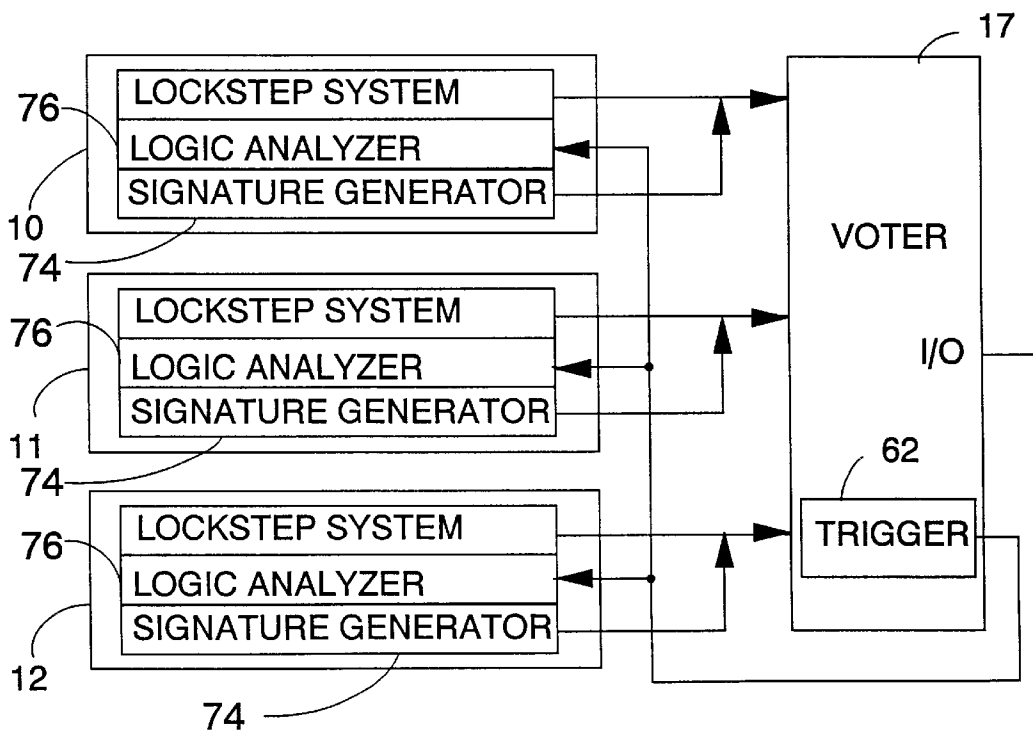 17
LOCKSTEP SYSTEM
76
LOGIC ANALYZER
SIGNATURE GENERATOR
10
74
VOTER
LOCKSTEP SYSTEM
76
LOGIC ANALYZER
I/O
SIGNATURE GENERATOR
11
74
62
LOCKSTEP SYSTEM
TRIGGER
76
LOGIC ANALYZER
SIGNATURE GENERATOR
12
74